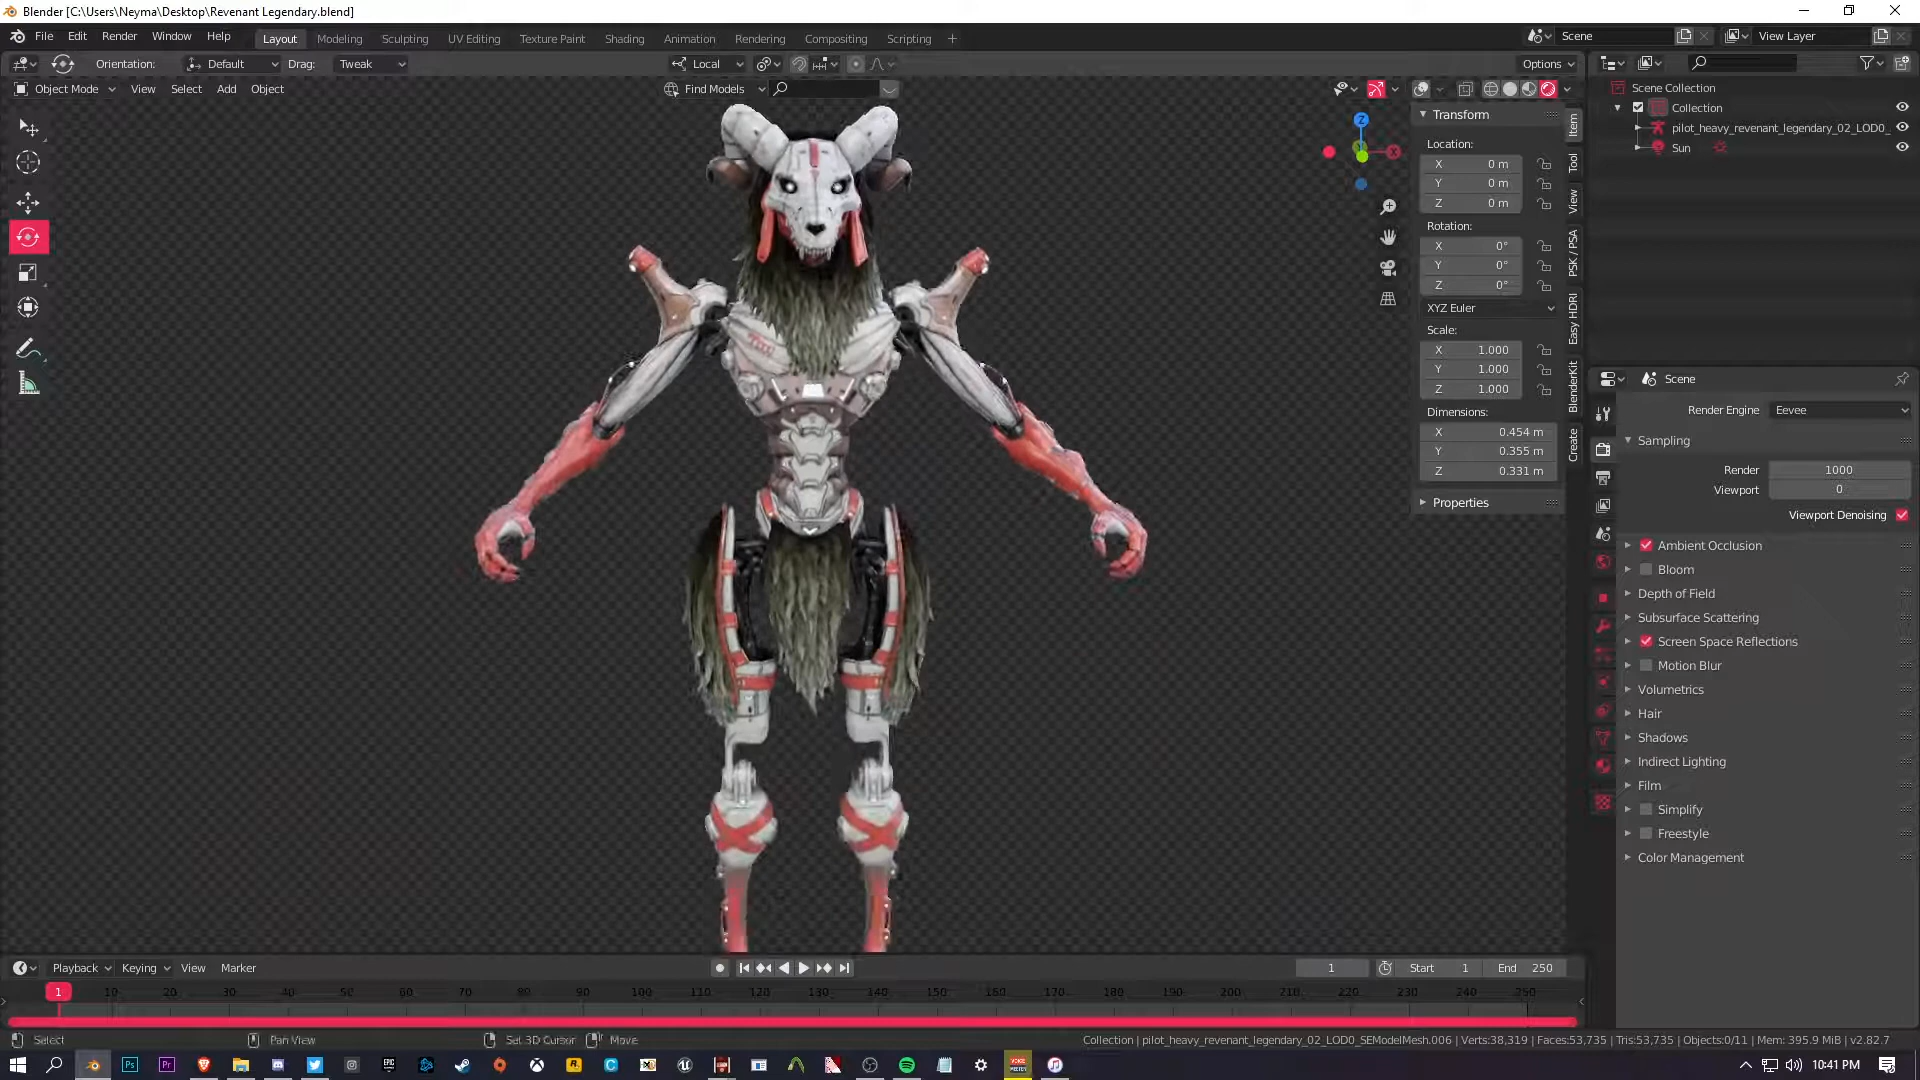 Blender [C:\Users\Neyma\Desktop\Revenant Legendary.blend]
File Edit Render Window Help
Layout Modeling Sculpting UV Editing Texture Paint Shading Animation Rendering Compositing Scripting +
Scene
View Layer
Orientation: Default Drag: Tweak
Local
Options
Object Mode View Select Add Object
Find Models
Z
X
Transform
Location:
X 0 m
Y 0 m
Z 0 m
Rotation:
X 0°
Y 0°
Z 0°
XYZ Euler
Scale:
X 1.000
Y 1.000
Z 1.000
Dimensions:
X 0.454 m
Y 0.355 m
Z 0.331 m
Properties
Item
Tool
View
PSK / PSA
Easy HDRI
BlenderKit
Create
Scene Collection
Collection
pilot_heavy_revenant_legendary_02_LOD0_
Sun
Scene
Render Engine Eevee
Sampling
Render 1000
Viewport 0
Viewport Denoising
Ambient Occlusion
Bloom
Depth of Field
Subsurface Scattering
Screen Space Reflections
Motion Blur
Volumetrics
Hair
Shadows
Indirect Lighting
Film
Simplify
Freestyle
Color Management
Playback Keying View Marker
1 Start 1 End 250
1 10 20 30 40 50 60 70 80 90 100 110 120 130 140 150 160 170 180 190 200 210 220 230 240 250
Select Pan View Set 3D Cursor Move
Collection | pilot_heavy_revenant_legendary_02_LOD0_SEModelMesh.006 | Verts:38,319 | Faces:53,735 | Tris:53,735 | Objects:0/11 | Mem: 395.9 MiB | v2.82.7
Ps
Pr
EPIC
10:41 PM